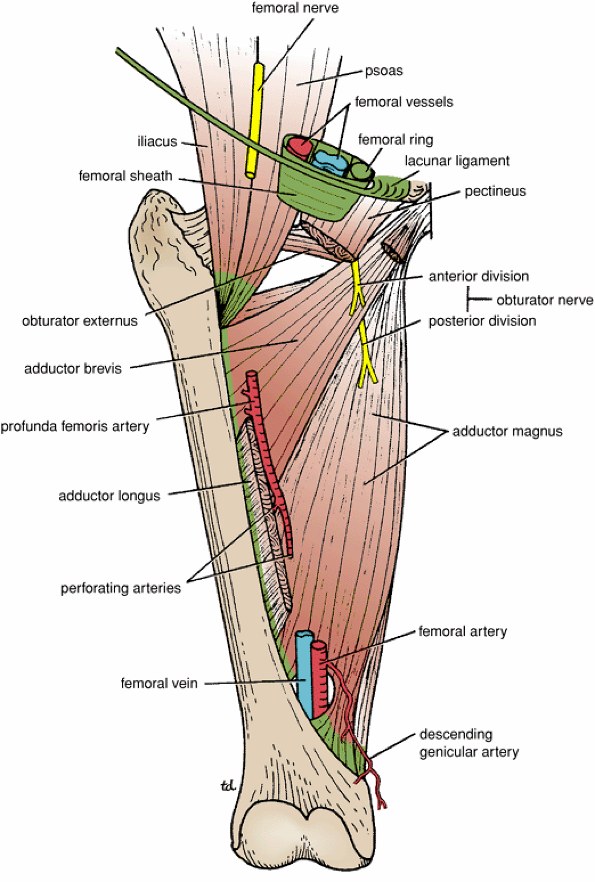 femoral nerve
psoas
femoral vessels
iliacus
femoral ring
lacunar ligament
femoral sheath
pectineus
anterior division
obturator nerve
obturator externus
posterior division
adductor brevis
profunda femoris artery
adductor magnus
adductor longus
perforating arteries
femoral artery
femoral vein
descending
genicular artery
td.